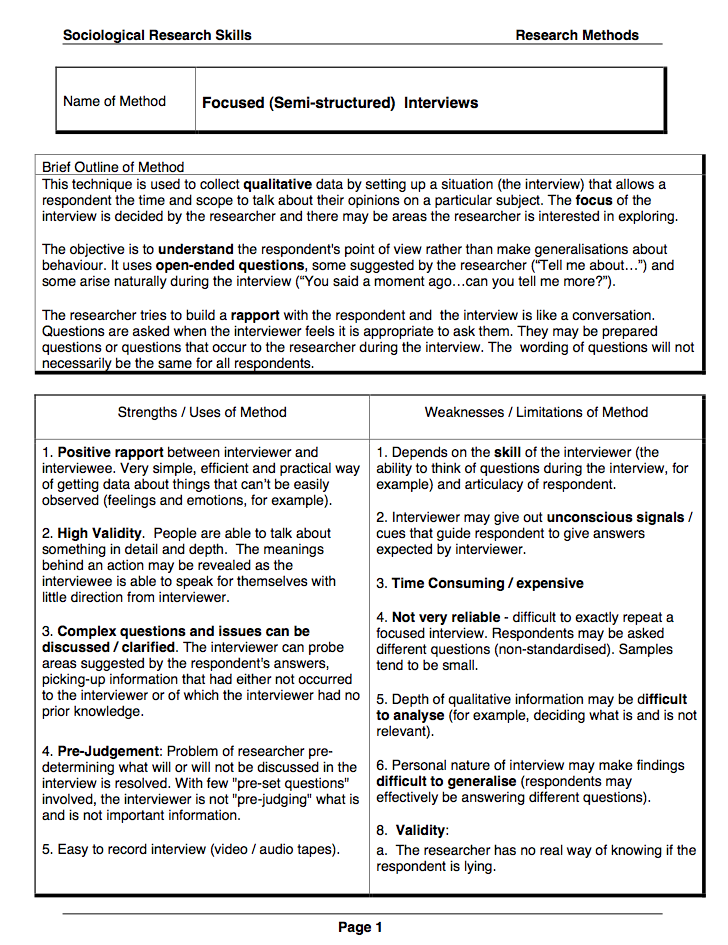 Sociological Research Skills Research Methods
Name of Method
Focused (Semi-structured) Interviews
Brief Outline of Method
This technique is used to collect qualitative data by setting up a situation (the interview) that allows a
respondent the time and scope to talk about their opinions on a particular subject. The focus of the
interview is decided by the researcher and there may be areas the researcher is interested in exploring.
The objective is to understand the respondent's point of view rather than make generalisations about
behaviour. It uses open-ended questions, some suggested by the researcher (“Tell me about…”) and
some arise naturally during the interview (“You said a moment ago…can you tell me more?”).
The researcher tries to build a rapport with the respondent and the interview is like a conversation.
Questions are asked when the interviewer feels it is appropriate to ask them. They may be prepared
questions or questions that occur to the researcher during the interview. The wording of questions will not
necessarily be the same for all respondents.
Strengths / Uses of Method
1. Positive rapport between interviewer and
interviewee. Very simple, efficient and practical way
of getting data about things that can’t be easily
observed (feelings and emotions, for example).
2. High Validity. People are able to talk about
something in detail and depth. The meanings
behind an action may be revealed as the
interviewee is able to speak for themselves with
little direction from interviewer.
3. Complex questions and issues can be
discussed / clarified. The interviewer can probe
areas suggested by the respondent's answers,
picking-up information that had either not occurred
to the interviewer or of which the interviewer had no
prior knowledge.
4. Pre-Judgement: Problem of researcher pre-
determining what will or will not be discussed in the
interview is resolved. With few "pre-set questions"
involved, the interviewer is not "pre-judging" what is
and is not important information.
5. Easy to record interview (video / audio tapes).
Weaknesses / Limitations of Method
1. Depends on the skill of the interviewer (the
ability to think of questions during the interview, for
example) and articulacy of respondent.
2. Interviewer may give out unconscious signals /
cues that guide respondent to give answers
expected by interviewer.
3. Time Consuming / expensive
4. Not very reliable - difficult to exactly repeat a
focused interview. Respondents may be asked
different questions (non-standardised). Samples
tend to be small.
5. Depth of qualitative information may be difficult
to analyse (for example, deciding what is and is not
relevant).
6. Personal nature of interview may make findings
difficult to generalise (respondents may
effectively be answering different questions).
8. Validity:
a. The researcher has no real way of knowing if the
respondent is lying.
Page 1